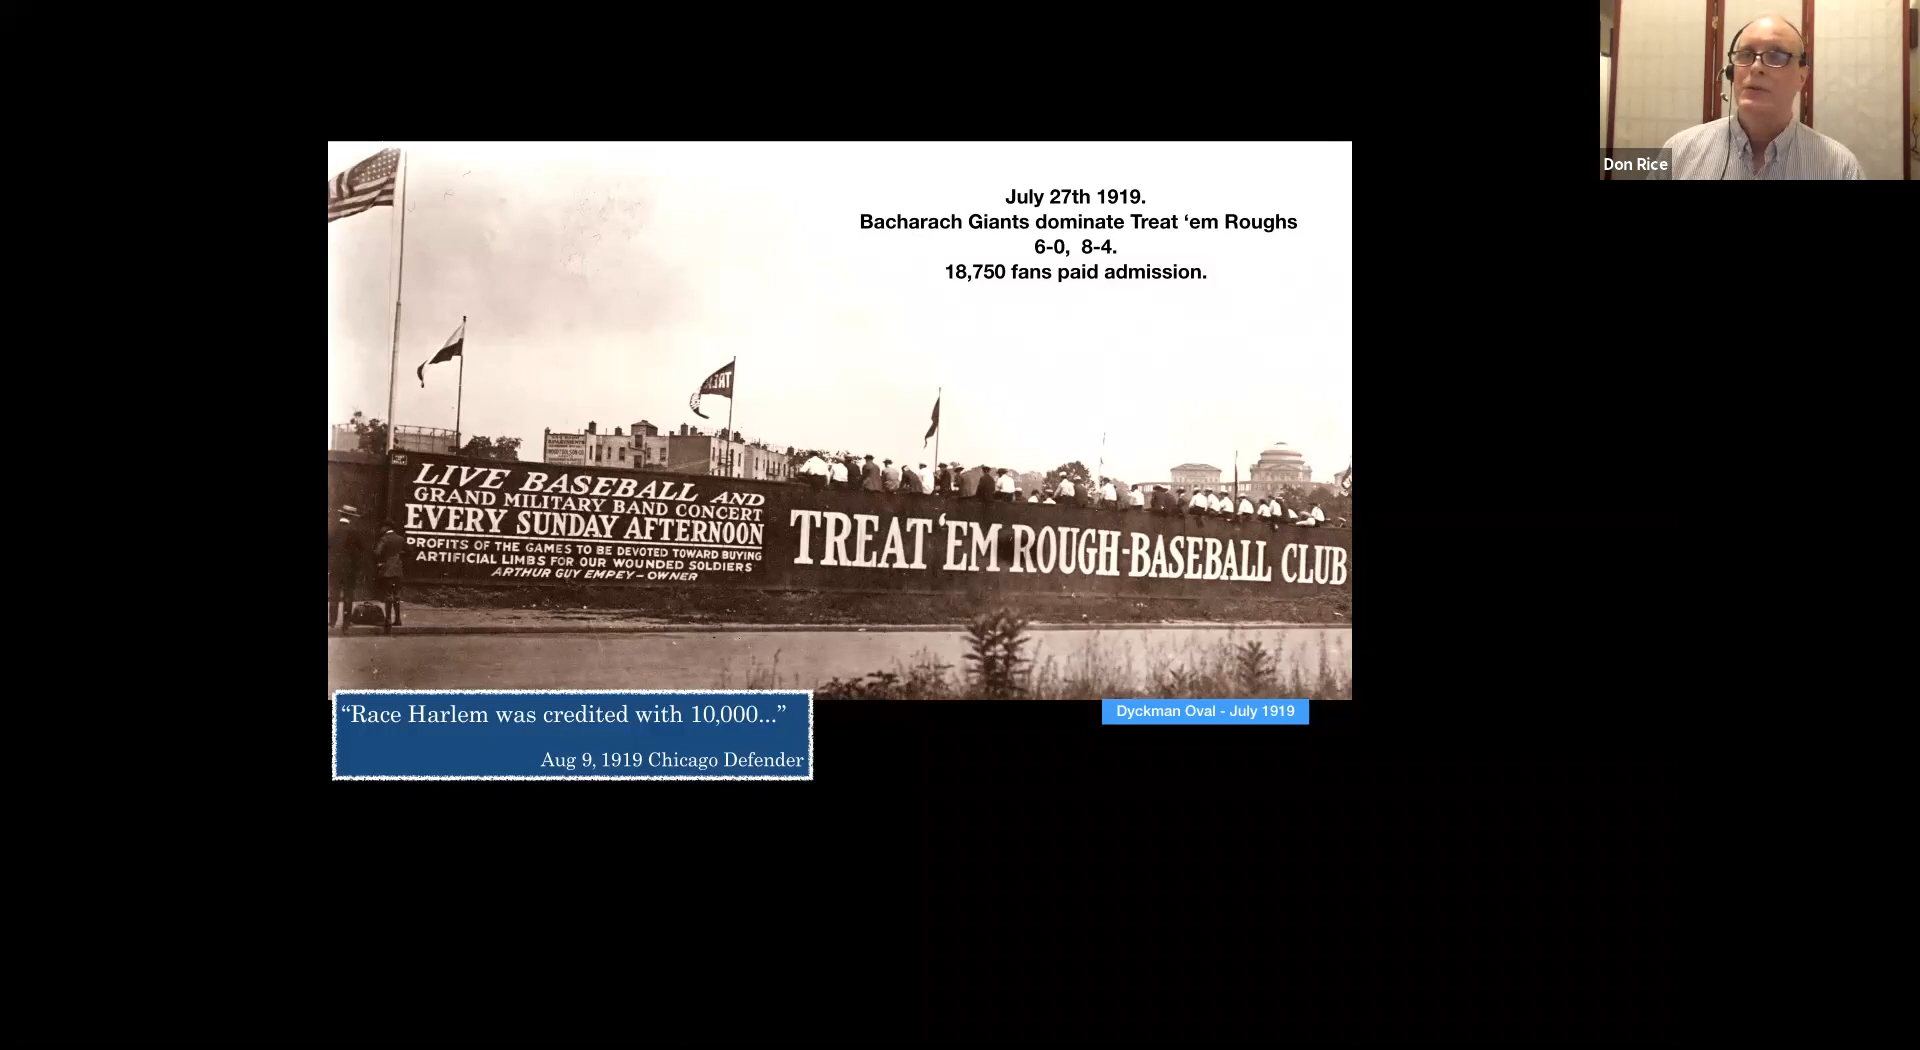 Don Rice
July 27th 1919.
Bacharach Giants dominate Treat ‘em Roughs
6-0, 8-4.
18,750 fans paid admission.
LIVE BASEBALL AND
GRAND MILITARY BAND CONCERT
EVERY SUNDAY AFTERNOON
PROFITS OF THE GAMES TO BE DEVOTED TOWARD BUYING
ARTIFICIAL LIMBS FOR OUR WOUNDED SOLDIERS
ARTHUR GUY EMPEY – OWNER
TREAT 'EM ROUGH-BASEBALL CLUB
“Race Harlem was credited with 10,000...”
Aug 9, 1919 Chicago Defender
Dyckman Oval - July 1919